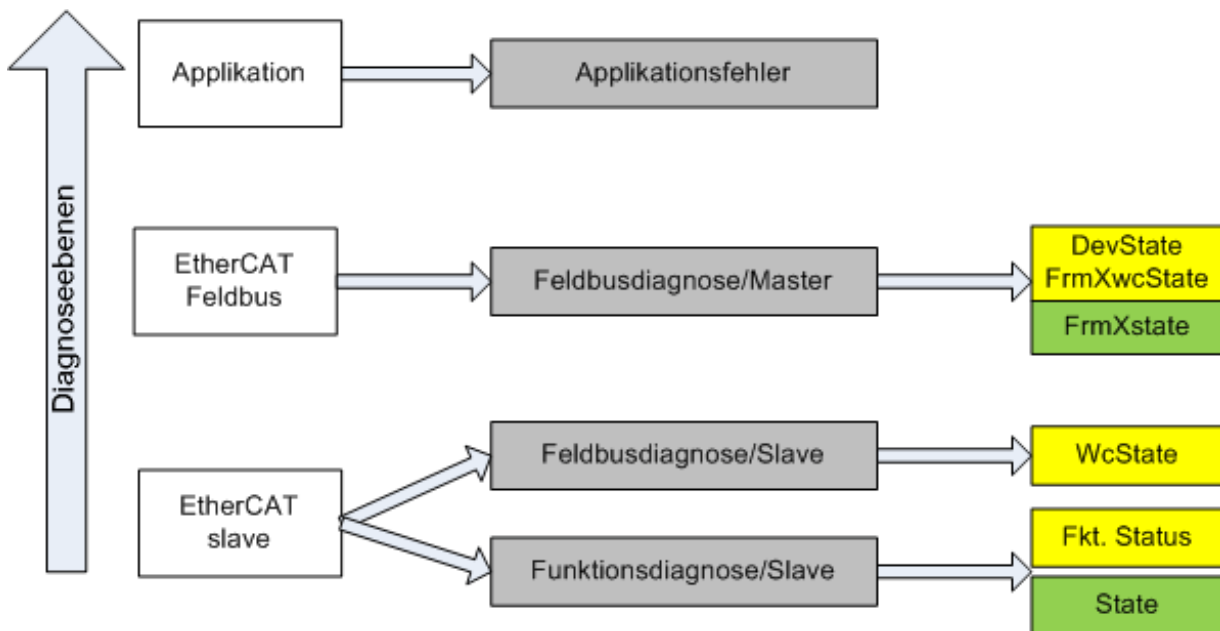 Diagnoseebenen
Applikation
Applikationsfehler
EtherCAT
Feldbus
Feldbusdiagnose/Master
DevState
FrmXwcState
FrmXstate
EtherCAT
slave
Feldbusdiagnose/Slave
WcState
Funktionsdiagnose/Slave
Fkt. Status
State